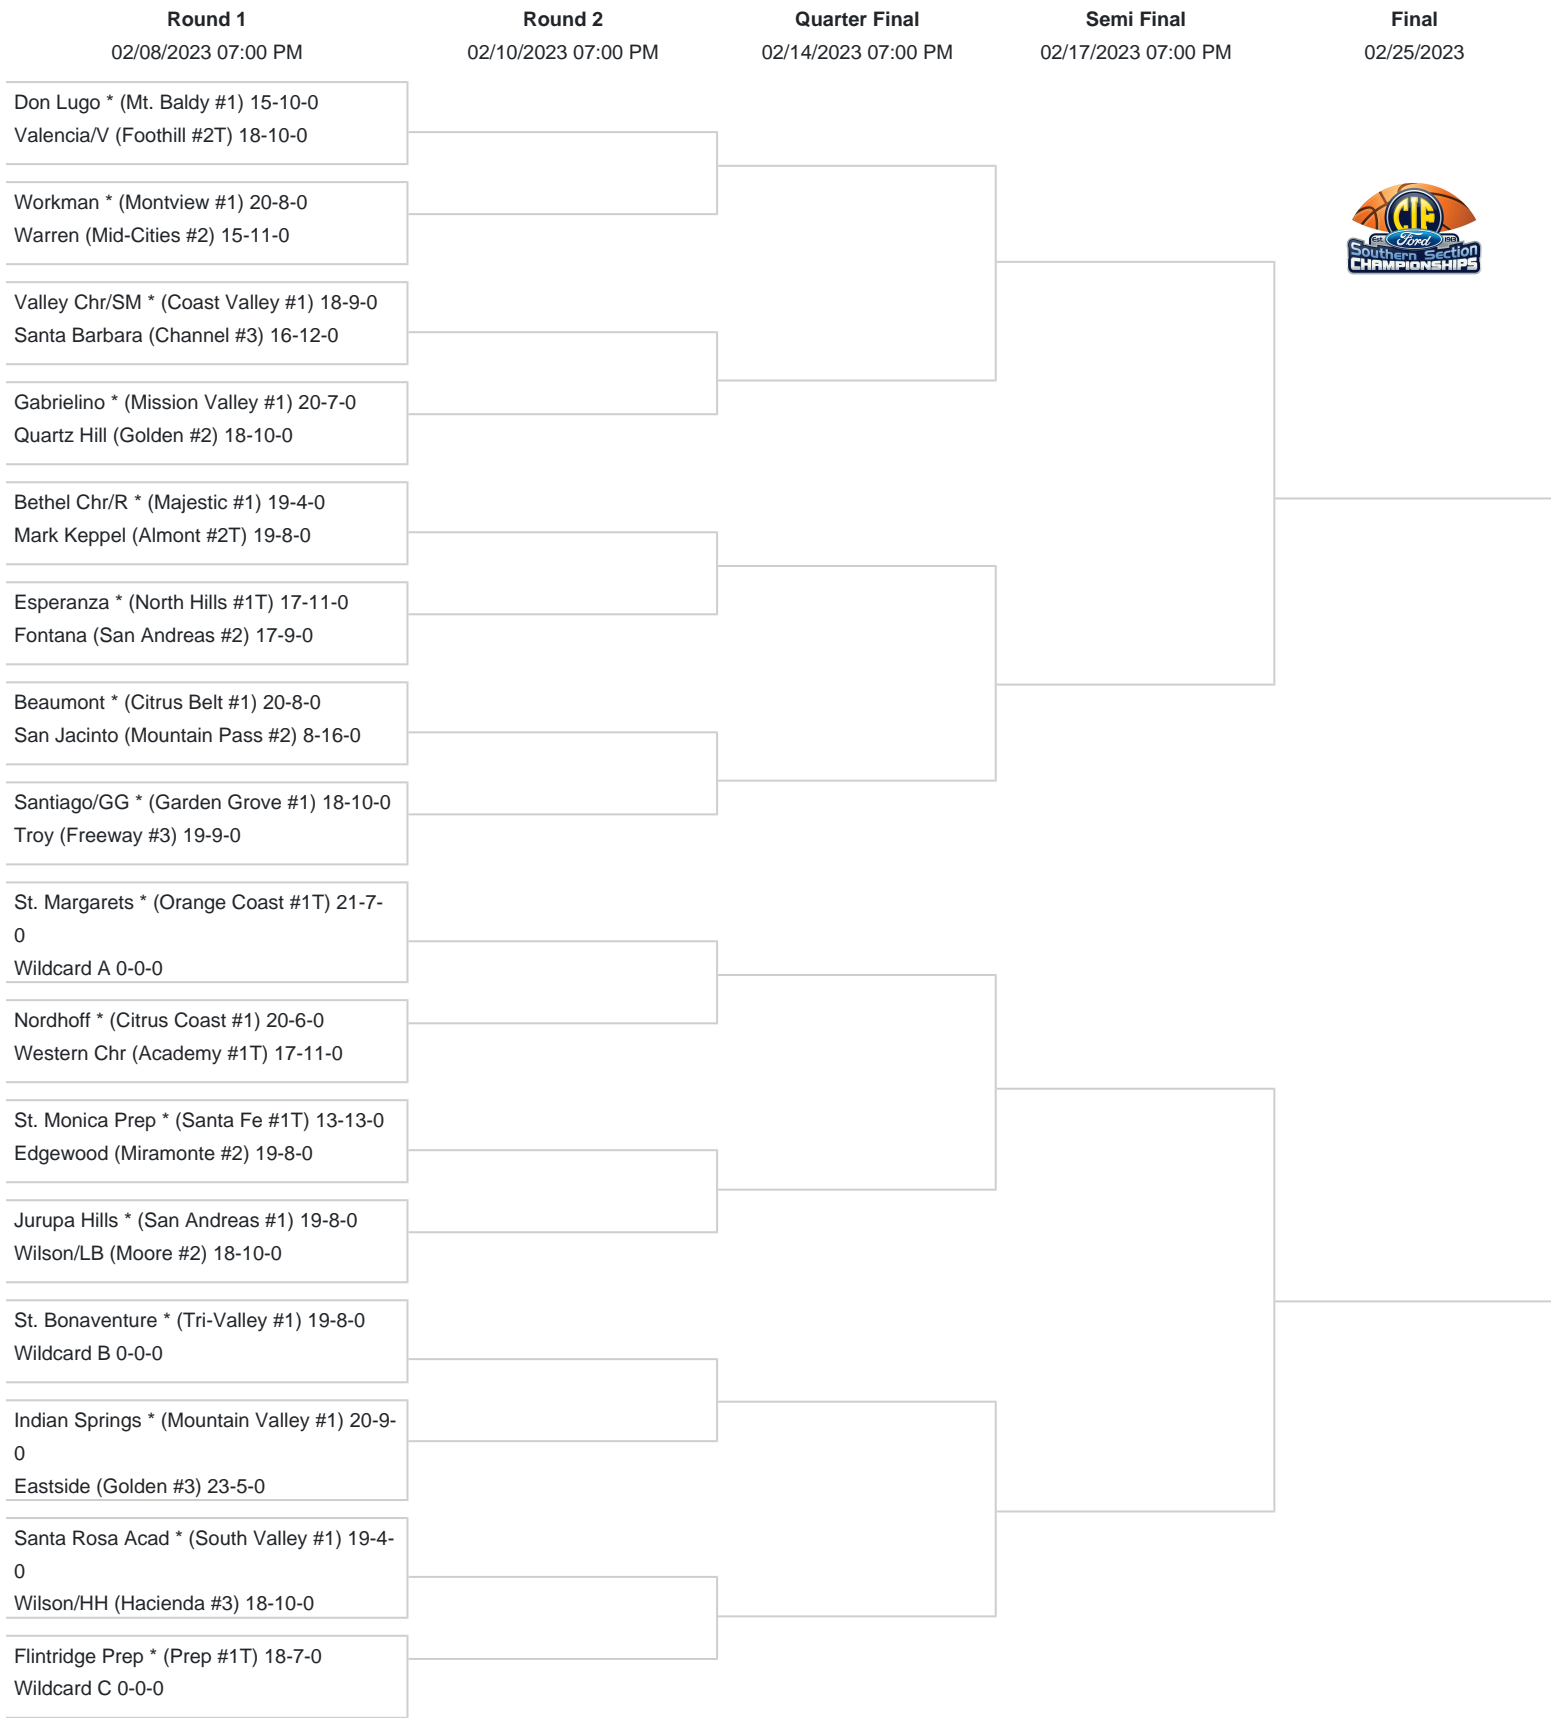 Round 1
02/08/2023 07:00 PM
Round 2
02/10/2023 07:00 PM
Quarter Final
02/14/2023 07:00 PM
Semi Final
02/17/2023 07:00 PM
Final
02/25/2023
Don Lugo * (Mt. Baldy #1) 15-10-0
Valencia/V (Foothill #2T) 18-10-0
Workman * (Montview #1) 20-8-0
Warren (Mid-Cities #2) 15-11-0
CIF
Est. Ford 1913
Southern Section
CHAMPIONSHIPS
Valley Chr/SM * (Coast Valley #1) 18-9-0
Santa Barbara (Channel #3) 16-12-0
Gabrielino * (Mission Valley #1) 20-7-0
Quartz Hill (Golden #2) 18-10-0
Bethel Chr/R * (Majestic #1) 19-4-0
Mark Keppel (Almont #2T) 19-8-0
Esperanza * (North Hills #1T) 17-11-0
Fontana (San Andreas #2) 17-9-0
Beaumont * (Citrus Belt #1) 20-8-0
San Jacinto (Mountain Pass #2) 8-16-0
Santiago/GG * (Garden Grove #1) 18-10-0
Troy (Freeway #3) 19-9-0
St. Margarets * (Orange Coast #1T) 21-7-
0
Wildcard A 0-0-0
Nordhoff * (Citrus Coast #1) 20-6-0
Western Chr (Academy #1T) 17-11-0
St. Monica Prep * (Santa Fe #1T) 13-13-0
Edgewood (Miramonte #2) 19-8-0
Jurupa Hills * (San Andreas #1) 19-8-0
Wilson/LB (Moore #2) 18-10-0
St. Bonaventure * (Tri-Valley #1) 19-8-0
Wildcard B 0-0-0
Indian Springs * (Mountain Valley #1) 20-9-
0
Eastside (Golden #3) 23-5-0
Santa Rosa Acad * (South Valley #1) 19-4-
0
Wilson/HH (Hacienda #3) 18-10-0
Flintridge Prep * (Prep #1T) 18-7-0
Wildcard C 0-0-0